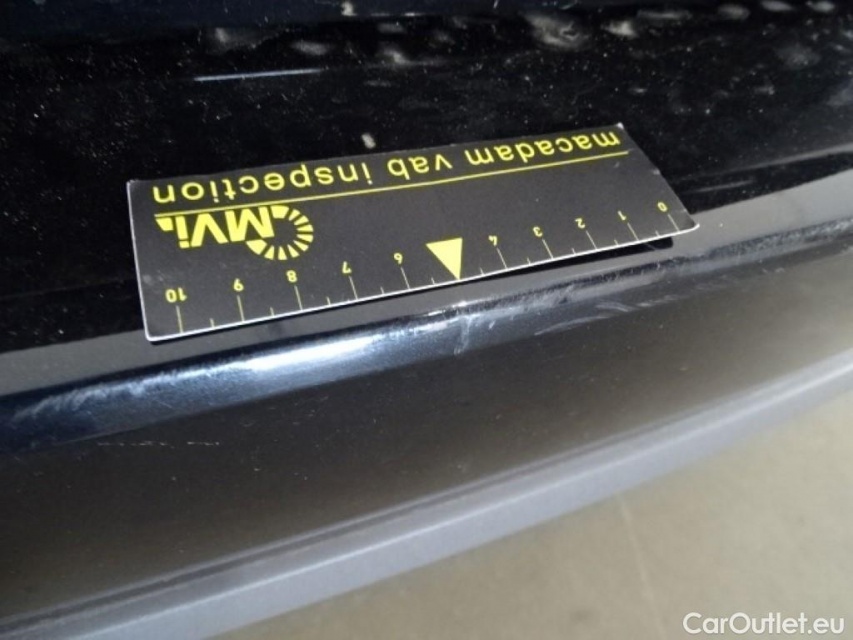 macadam vab inspection
MVi
0 1 2 3 4 6 7 8 9 10
CarOutlet.eu